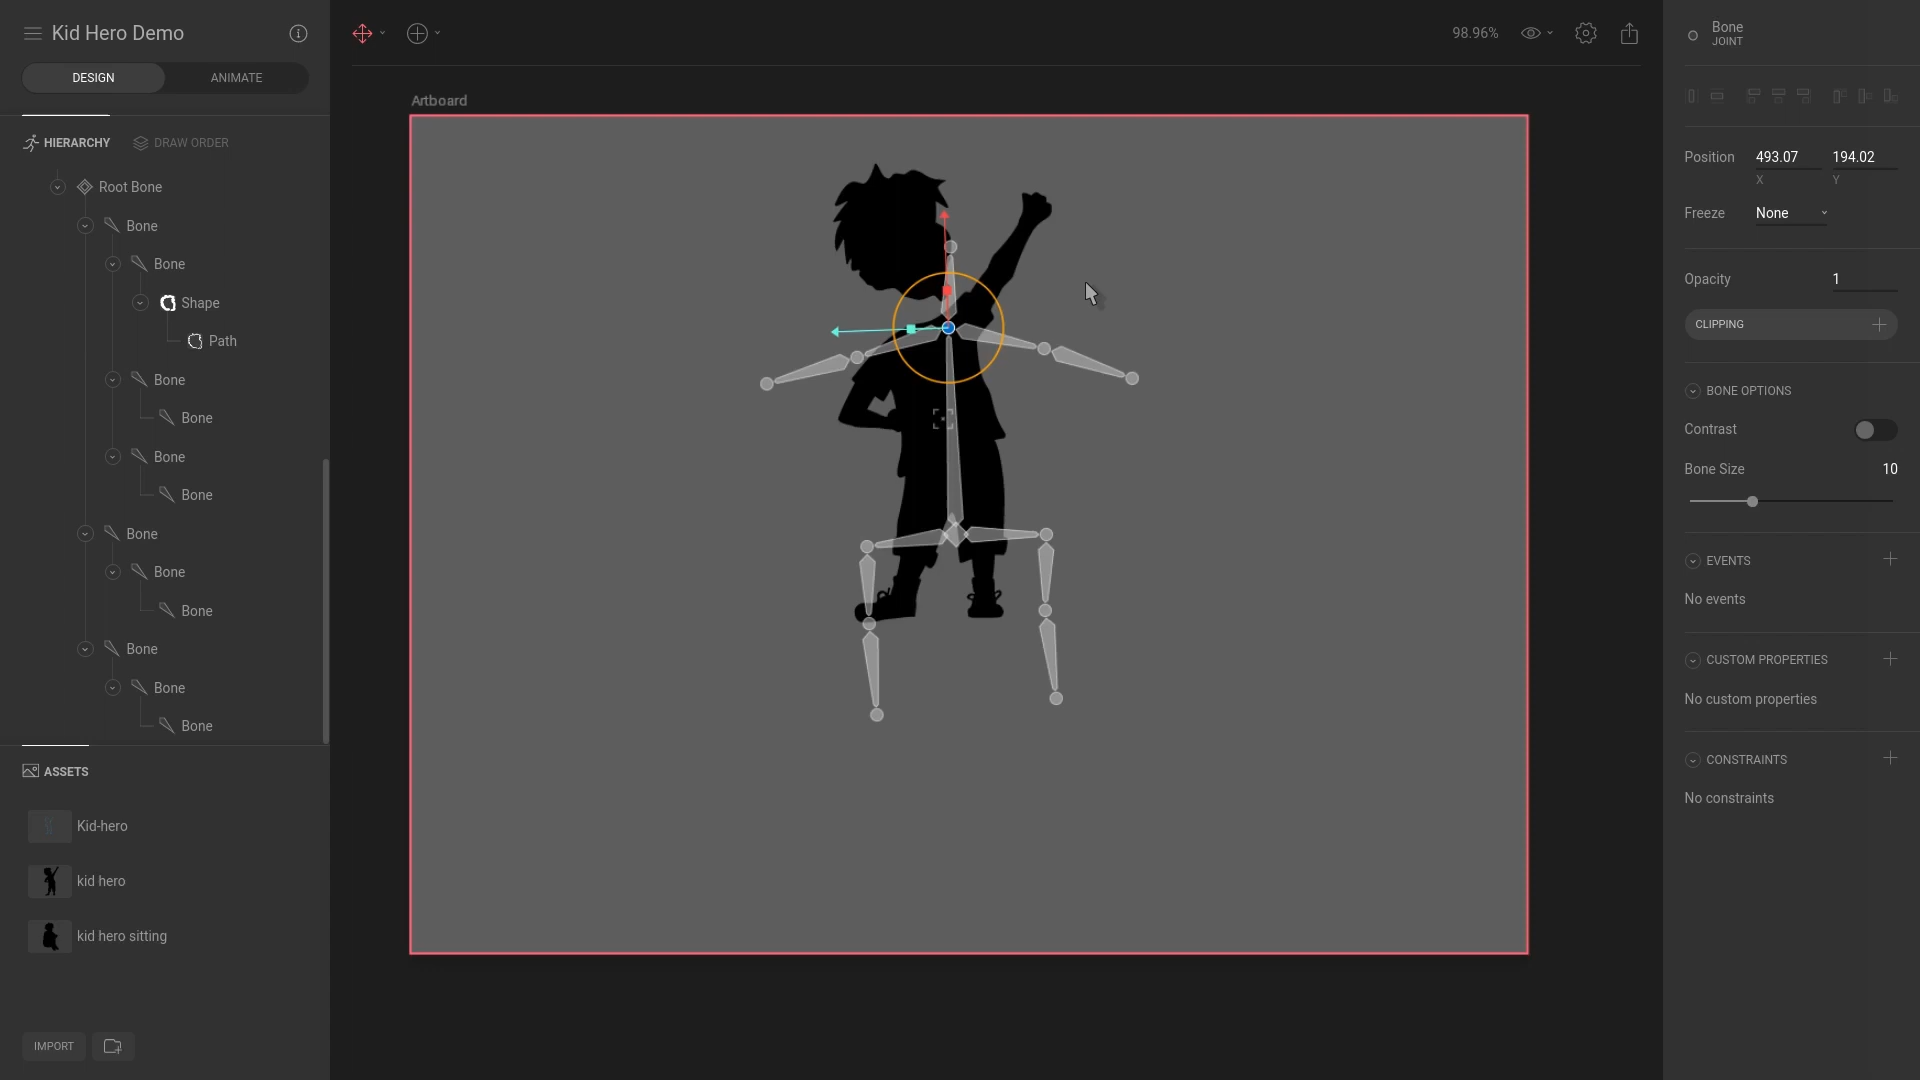 Kid Hero Demo
DESIGN
ANIMATE
HIERARCHY
DRAW ORDER
Root Bone
Bone
Bone
Shape
Path
Bone
Bone
Bone
Bone
Bone
Bone
Bone
Bone
Bone
Bone
ASSETS
Kid-hero
kid hero
kid hero sitting
IMPORT
98.96%
Artboard
Bone
JOINT
Position 493.07 194.02
X Y
Freeze None
Opacity 1
CLIPPING
BONE OPTIONS
Contrast
Bone Size 10
EVENTS
No events
CUSTOM PROPERTIES
No custom properties
CONSTRAINTS
No constraints